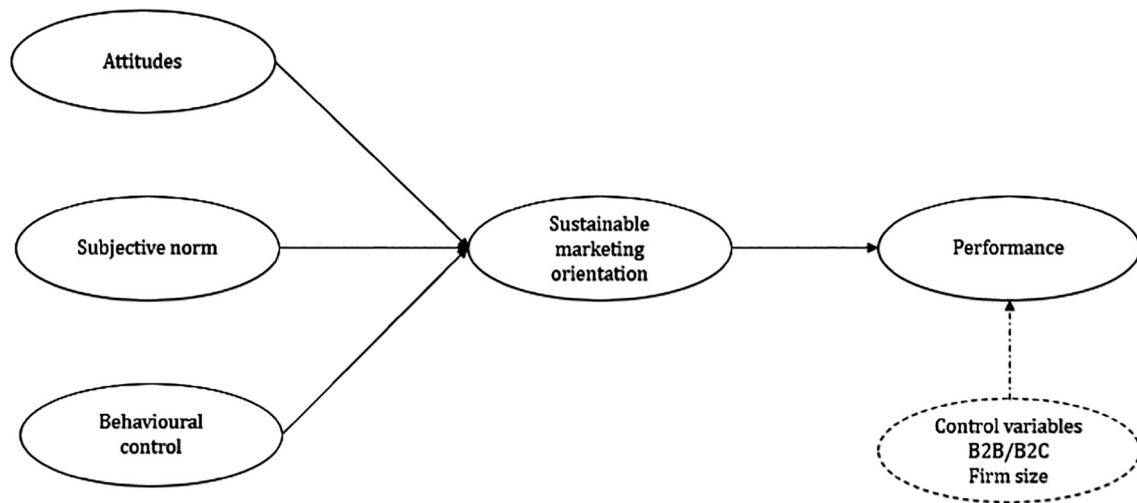 Attitudes
Subjective norm
Behavioural
control
Sustainable
marketing
orientation
Performance
Control variables
B2B/B2C
Firm size